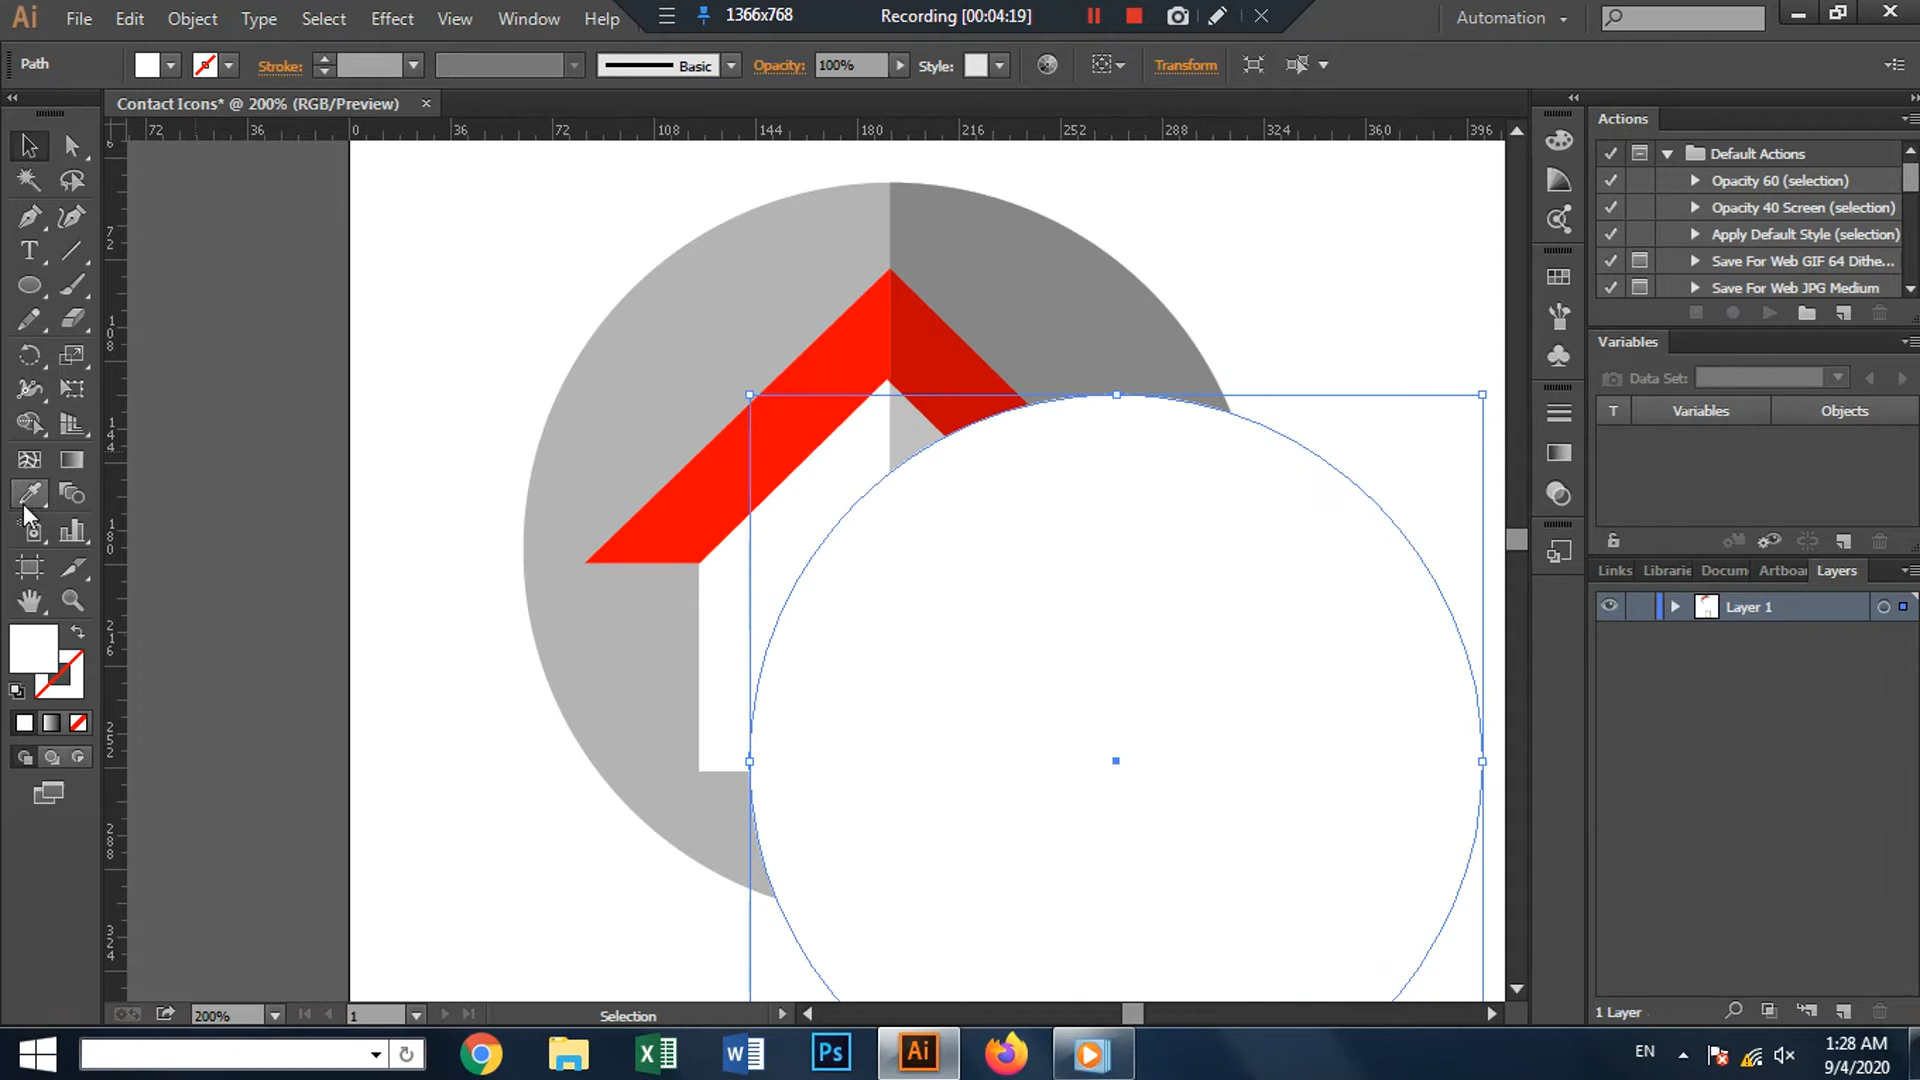 Ai File Edit Object Type Select Effect View Window Help
1366x768 Recording [00:04:19]
Automation
Path Stroke: Basic Opacity: 100% Style: Transform
Contact Icons* @ 200% (RGB/Preview)
72 36 0 36 72 108 144 180 216 252 288 324 360 396
Actions
Default Actions
Opacity 60 (selection)
Opacity 40 Screen (selection)
Apply Default Style (selection)
Save For Web GIF 64 Dithe...
Save For Web JPG Medium
Variables
Data Set:
T Variables Objects
Links Librarie Docum Artboar Layers
Layer 1
1 Layer
200% 1 Selection
Ps Ai
EN
1:28 AM
9/4/2020